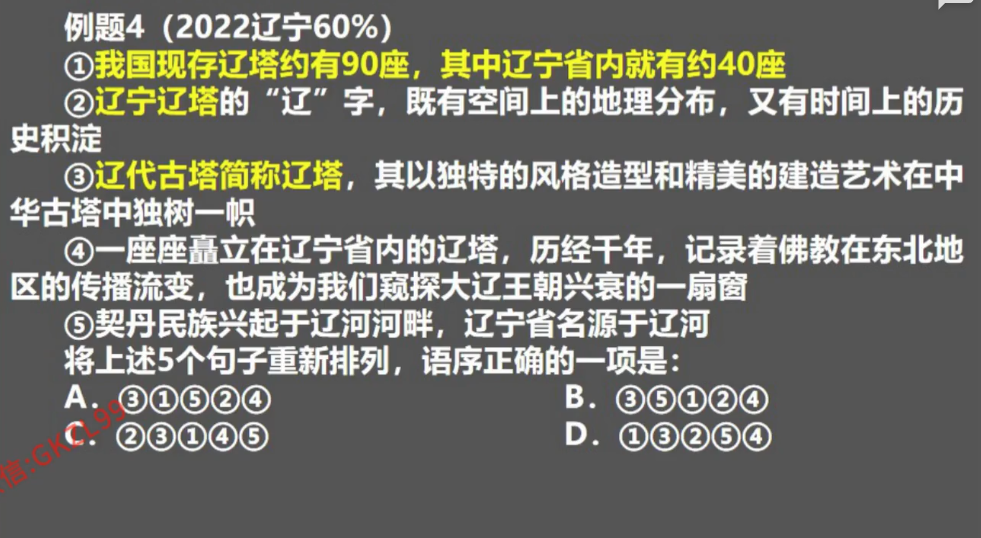 例题4（2022辽宁60%）
①我国现存辽塔约有90座，其中辽宁省内就有约40座
②辽宁辽塔的“辽”字，既有空间上的地理分布，又有时间上的历
史积淀
③辽代古塔简称辽塔，其以独特的风格造型和精美的建造艺术在中
华古塔中独树一帜
④一座座矗立在辽宁省内的辽塔，历经千年，记录着佛教在东北地
区的传播流变，也成为我们窥探大辽王朝兴衰的一扇窗
⑤契丹民族兴起于辽河河畔，辽宁省名源于辽河
将上述5个句子重新排列，语序正确的一项是：
A．③①⑤②④ B．③⑤①②④
C．②③①④⑤ D．①③②⑤④
信:GKZL99